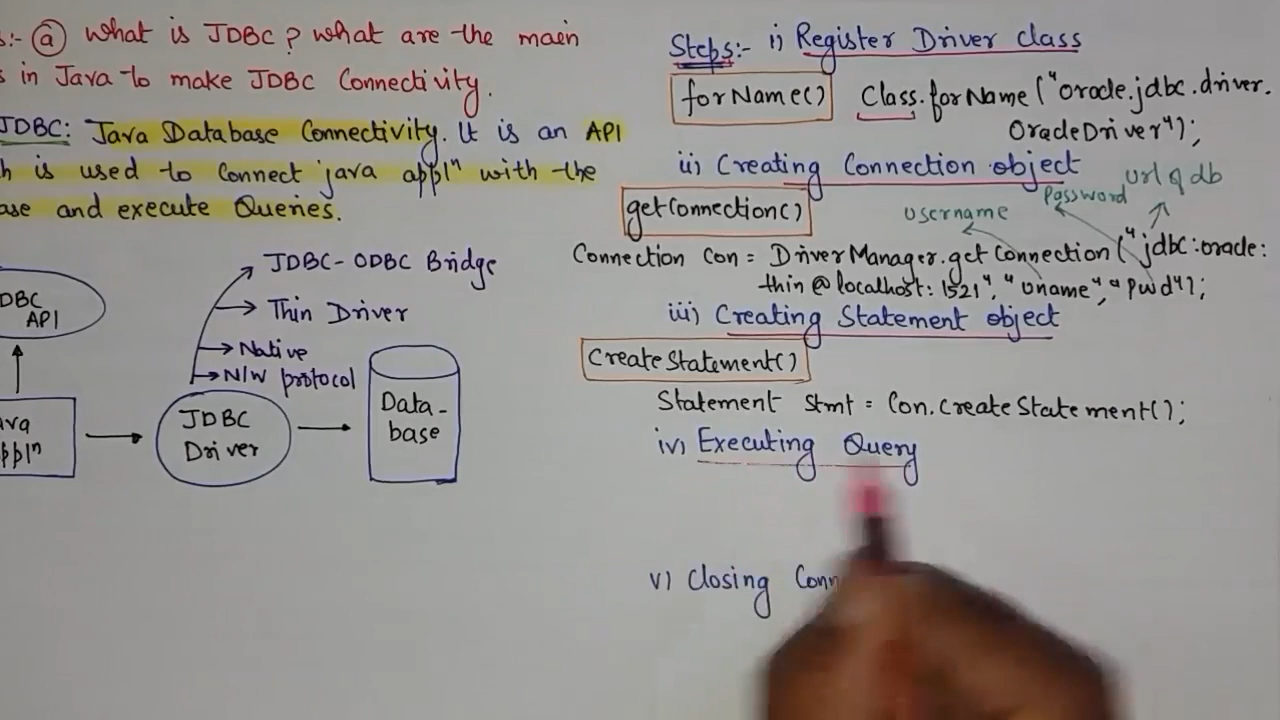 s:- (a) What is JDBC? what are the main
s in Java to make JDBC Connectivity.
JDBC: Java Database Connectivity. It is an API
h is used to connect java applⁿ with the
ase and execute Queries.
JDBC-ODBC Bridge
Thin Driver
Native
N/W protocol
DBC
API
ava
pplⁿ
JDBC
Driver
Data-
base
Steps:- i) Register Driver class
forName() Class.forName("oracle.jdbc.driver.
OracleDriver");
ii) Creating Connection object
getConnection()
username
Password
Url of db
Connection Con = DriverManager.getConnection("jdbc:oracle:
thin@localhost:1521", "Uname", "Pwd");
iii) Creating Statement object
CreateStatement()
Statement Stmt = Con.CreateStatement();
iv) Executing Query
v) Closing Conn